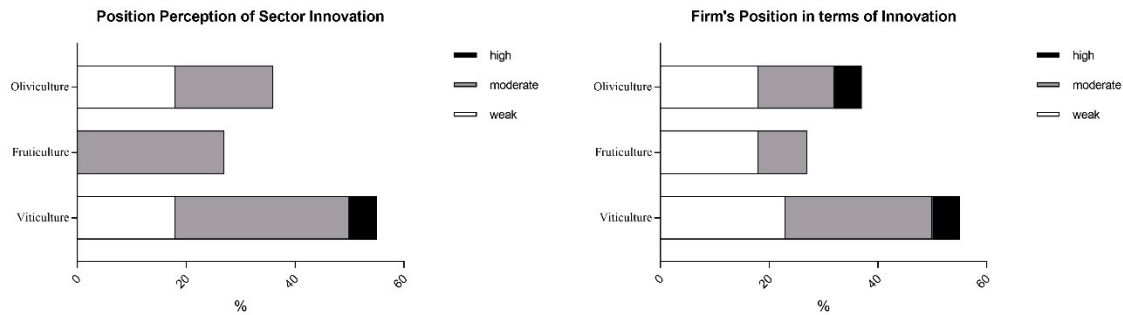 Position Perception of Sector Innovation
Oliviculture
Fruticulture
Viticulture
0
20
40
60
%
high
moderate
weak
Firm's Position in terms of Innovation
Oliviculture
Fruticulture
Viticulture
0
20
40
60
%
high
moderate
weak